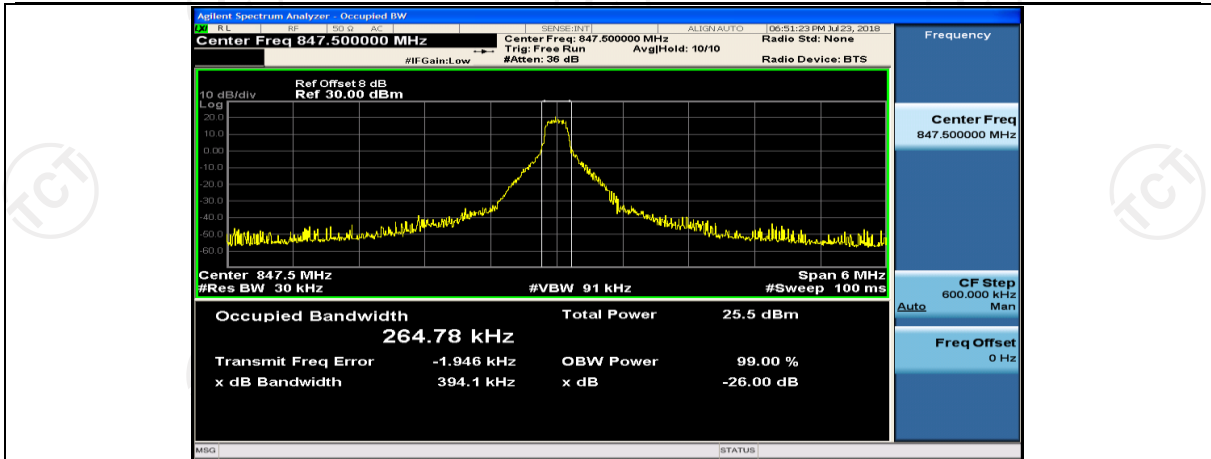 Agilent Spectrum Analyzer - Occupied BW
LXI RL RF 50 Ω AC SENSE:INT ALIGNAUTO 06:51:23 PM Jul 23, 2018
Center Freq 847.500000 MHz
Center Freq: 847.500000 MHz
Radio Std: None
Trig: Free Run Avg|Hold: 10/10
#IFGain:Low #Atten: 36 dB Radio Device: BTS
Ref Offset 8 dB
10 dB/div Ref 30.00 dBm
Log
20.0
10.0
0.00
-10.0
-20.0
-30.0
-40.0
-50.0
-60.0
Center 847.5 MHz Span 6 MHz
#Res BW 30 kHz #VBW 91 kHz #Sweep 100 ms
Occupied Bandwidth Total Power 25.5 dBm
264.78 kHz
Transmit Freq Error -1.946 kHz OBW Power 99.00 %
x dB Bandwidth 394.1 kHz x dB -26.00 dB
MSG STATUS
Frequency
Center Freq
847.500000 MHz
CF Step
600.000 kHz
Auto Man
Freq Offset
0 Hz
TCT
TCT